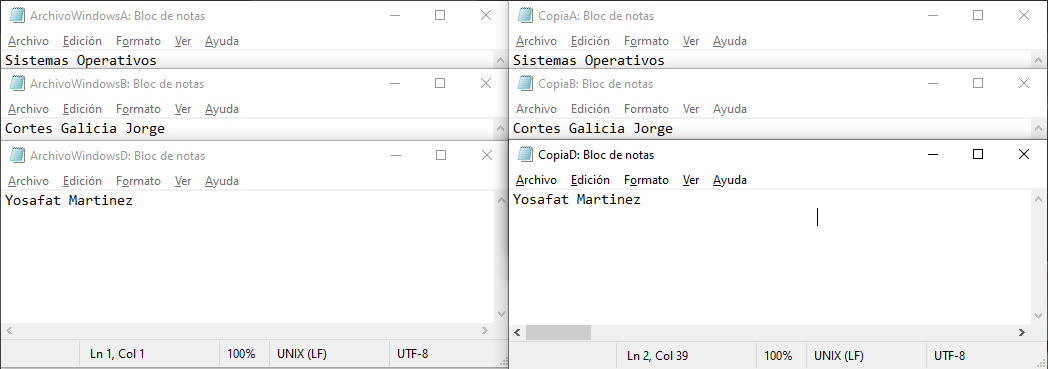 ArchivoWindowsA: Bloc de notas
Archivo Edición Formato Ver Ayuda
Sistemas Operativos
ArchivoWindowsB: Bloc de notas
Archivo Edición Formato Ver Ayuda
Cortes Galicia Jorge
ArchivoWindowsD: Bloc de notas
Archivo Edición Formato Ver Ayuda
Yosafat Martinez
Ln 1, Col 1 100% UNIX (LF) UTF-8
CopiaA: Bloc de notas
Archivo Edición Formato Ver Ayuda
Sistemas Operativos
CopiaB: Bloc de notas
Archivo Edición Formato Ver Ayuda
Cortes Galicia Jorge
CopiaD: Bloc de notas
Archivo Edición Formato Ver Ayuda
Yosafat Martinez
Ln 2, Col 39 100% UNIX (LF) UTF-8